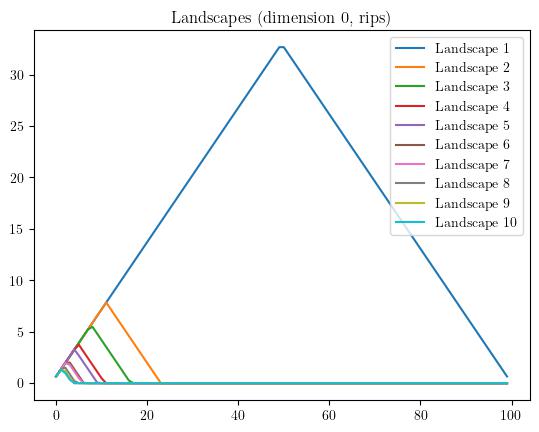 Landscapes (dimension 0, rips)
30
25
20
15
10
5
0
0 20 40 60 80 100
Landscape 1
Landscape 2
Landscape 3
Landscape 4
Landscape 5
Landscape 6
Landscape 7
Landscape 8
Landscape 9
Landscape 10